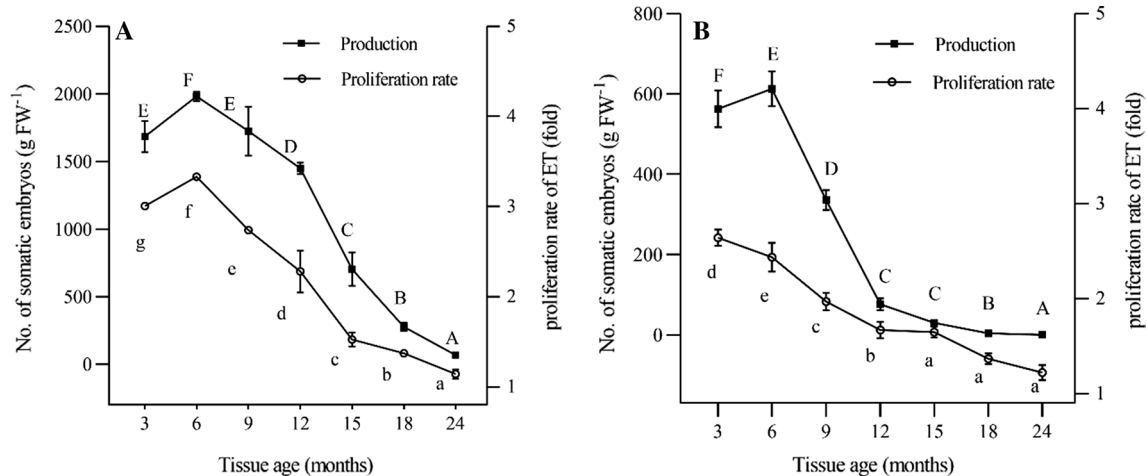 A
Production
Proliferation rate
No. of somatic embryos (g FW⁻¹)
2500
2000
1500
1000
500
0
E
F
E
D
C
B
A
g
f
e
d
c
b
a
5
4
3
2
1
proliferation rate of ET (fold)
3 6 9 12 15 18 24
Tissue age (months)
B
Production
Proliferation rate
No. of somatic embryos (g FW⁻¹)
800
600
400
200
0
F
E
D
C
C
B
A
d
e
c
b
a
a
a
5
4
3
2
1
proliferation rate of ET (fold)
3 6 9 12 15 18 24
Tissue age (months)